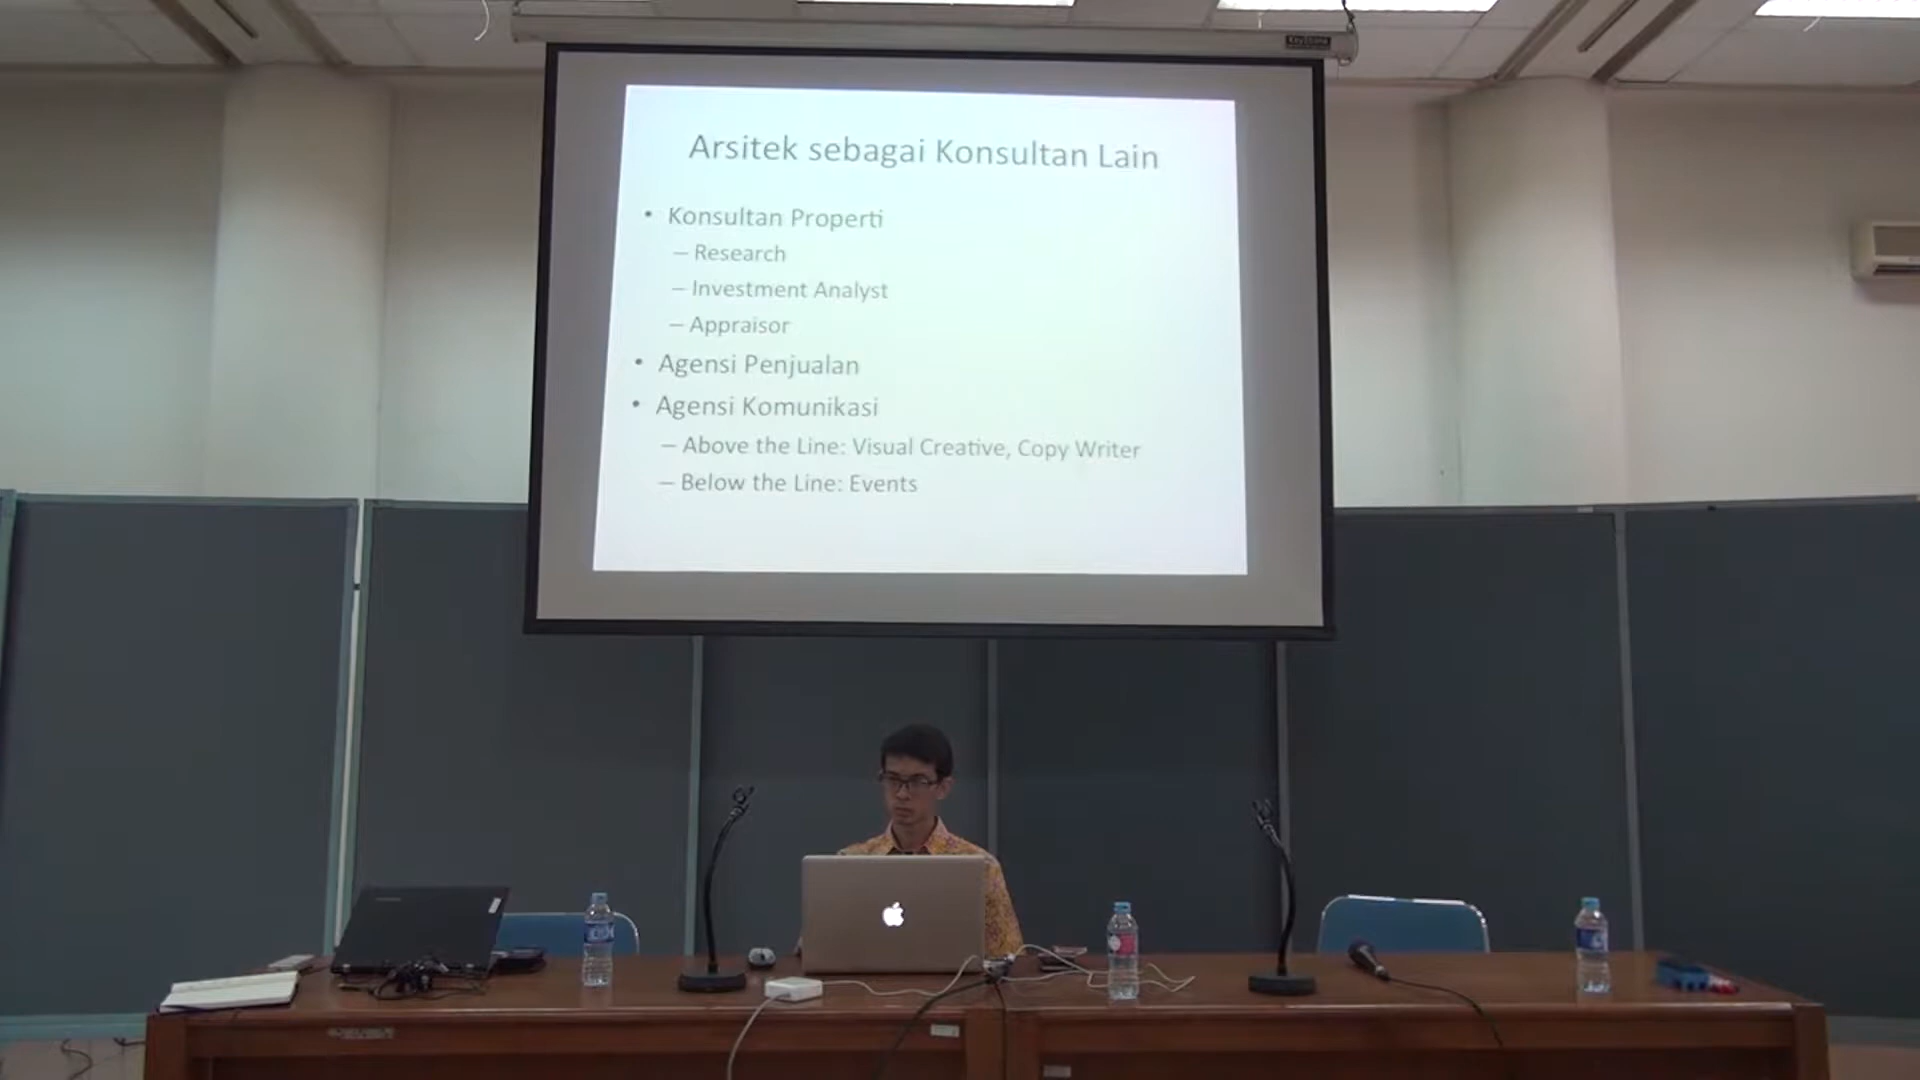 Arsitek sebagai Konsultan Lain
• Konsultan Properti
– Research
– Investment Analyst
– Appraisor
• Agensi Penjualan
• Agensi Komunikasi
– Above the Line: Visual Creative, Copy Writer
– Below the Line: Events